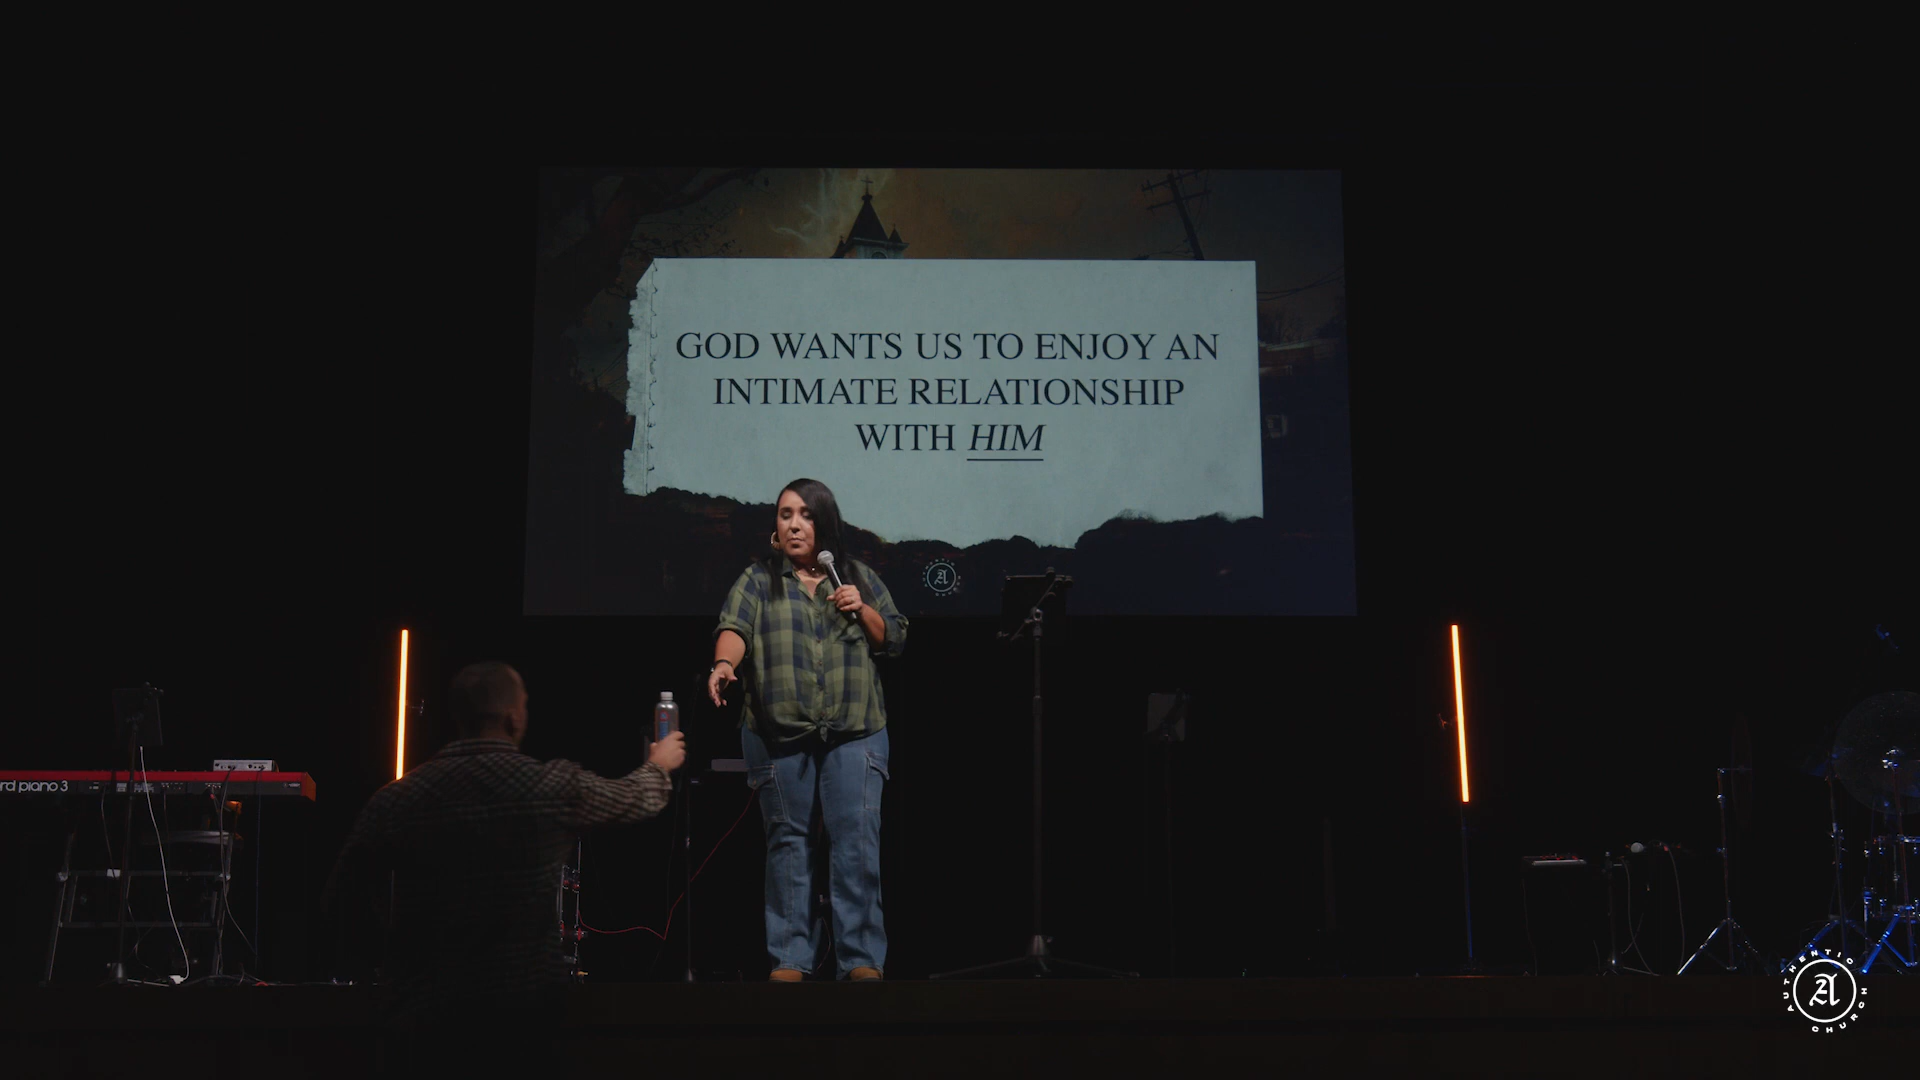 GOD WANTS US TO ENJOY AN
INTIMATE RELATIONSHIP
WITH HIM
A
rd piano 3
AUTHENTIC
A
CHURCH